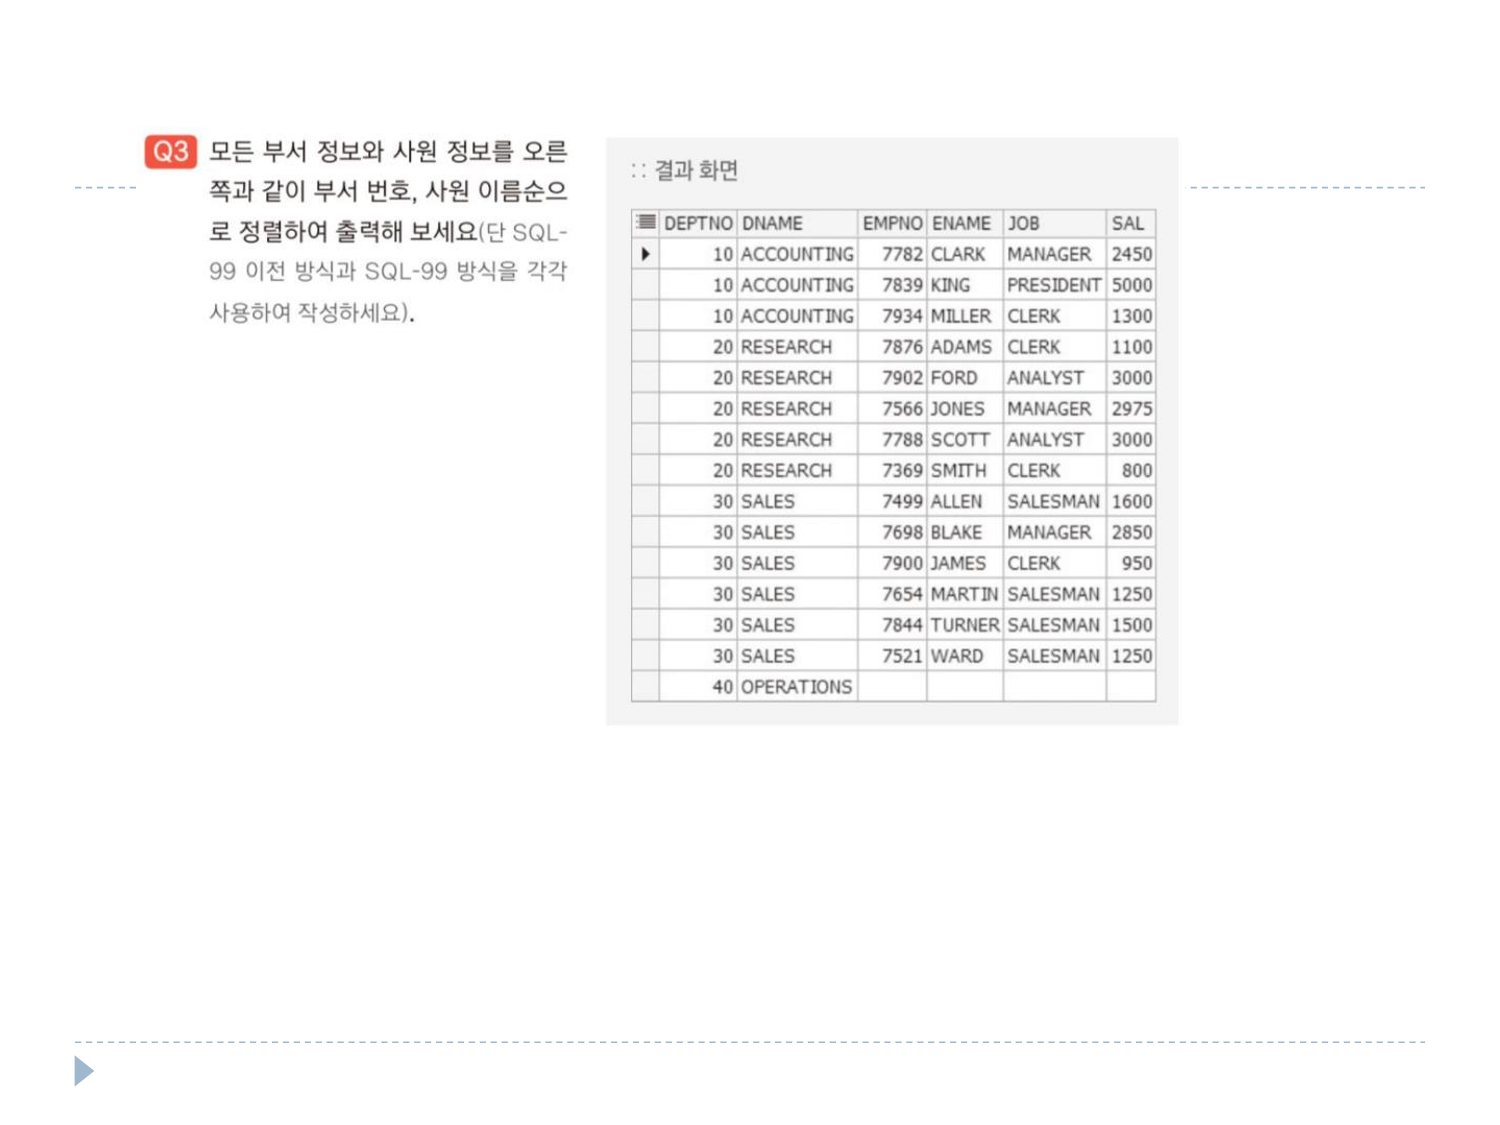 Q3 모든 부서 정보와 사원 정보를 오른
쪽과 같이 부서 번호, 사원 이름순으
로 정렬하여 출력해 보세요(단 SQL-
99 이전 방식과 SQL-99 방식을 각각
사용하여 작성하세요).
:: 결과 화면
DEPTNO DNAME EMPNO ENAME JOB SAL
10 ACCOUNTING 7782 CLARK MANAGER 2450
10 ACCOUNTING 7839 KING PRESIDENT 5000
10 ACCOUNTING 7934 MILLER CLERK 1300
20 RESEARCH 7876 ADAMS CLERK 1100
20 RESEARCH 7902 FORD ANALYST 3000
20 RESEARCH 7566 JONES MANAGER 2975
20 RESEARCH 7788 SCOTT ANALYST 3000
20 RESEARCH 7369 SMITH CLERK 800
30 SALES 7499 ALLEN SALESMAN 1600
30 SALES 7698 BLAKE MANAGER 2850
30 SALES 7900 JAMES CLERK 950
30 SALES 7654 MARTIN SALESMAN 1250
30 SALES 7844 TURNER SALESMAN 1500
30 SALES 7521 WARD SALESMAN 1250
40 OPERATIONS